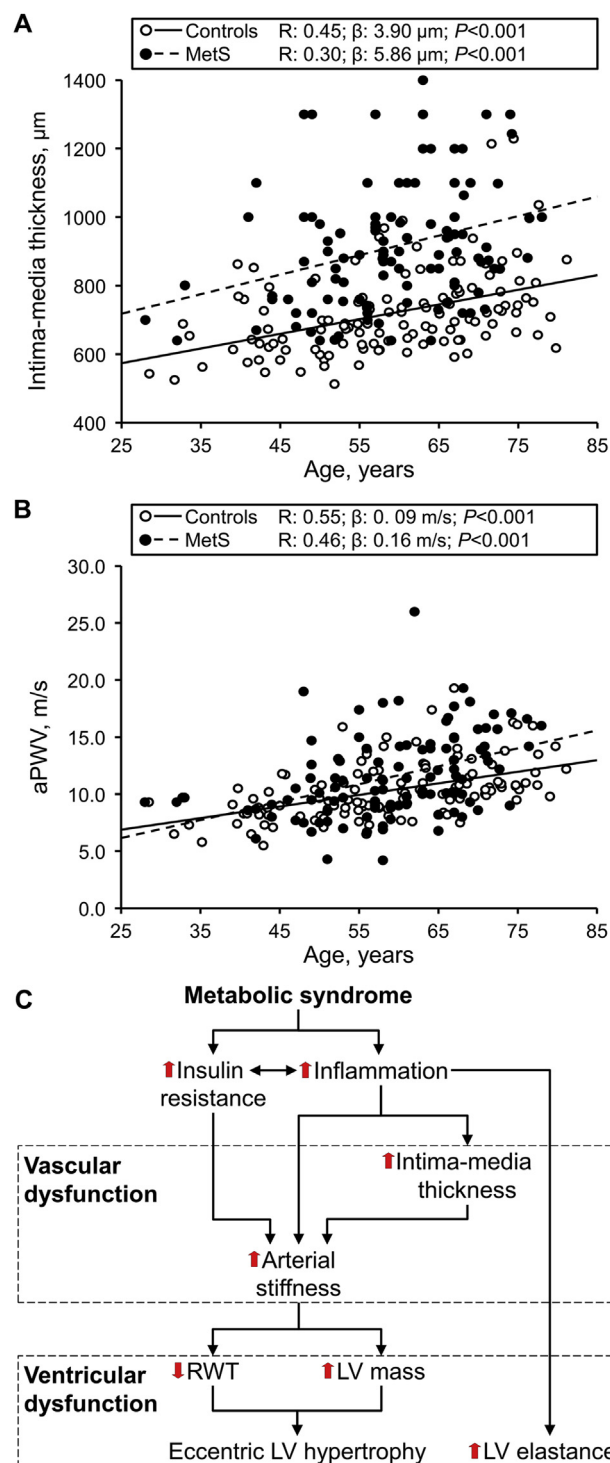 A
Controls R: 0.45; β: 3.90 µm; P<0.001
MetS R: 0.30; β: 5.86 µm; P<0.001
Intima-media thickness, µm
1400
1200
1000
800
600
400
25 35 45 55 65 75 85
Age, years
B
Controls R: 0.55; β: 0. 09 m/s; P<0.001
MetS R: 0.46; β: 0.16 m/s; P<0.001
aPWV, m/s
30.0
25.0
20.0
15.0
10.0
5.0
0.0
25 35 45 55 65 75 85
Age, years
C
Metabolic syndrome
Insulin
resistance
Inflammation
Vascular
dysfunction
Intima-media
thickness
Arterial
stiffness
Ventricular
dysfunction
RWT
LV mass
Eccentric LV hypertrophy
LV elastance